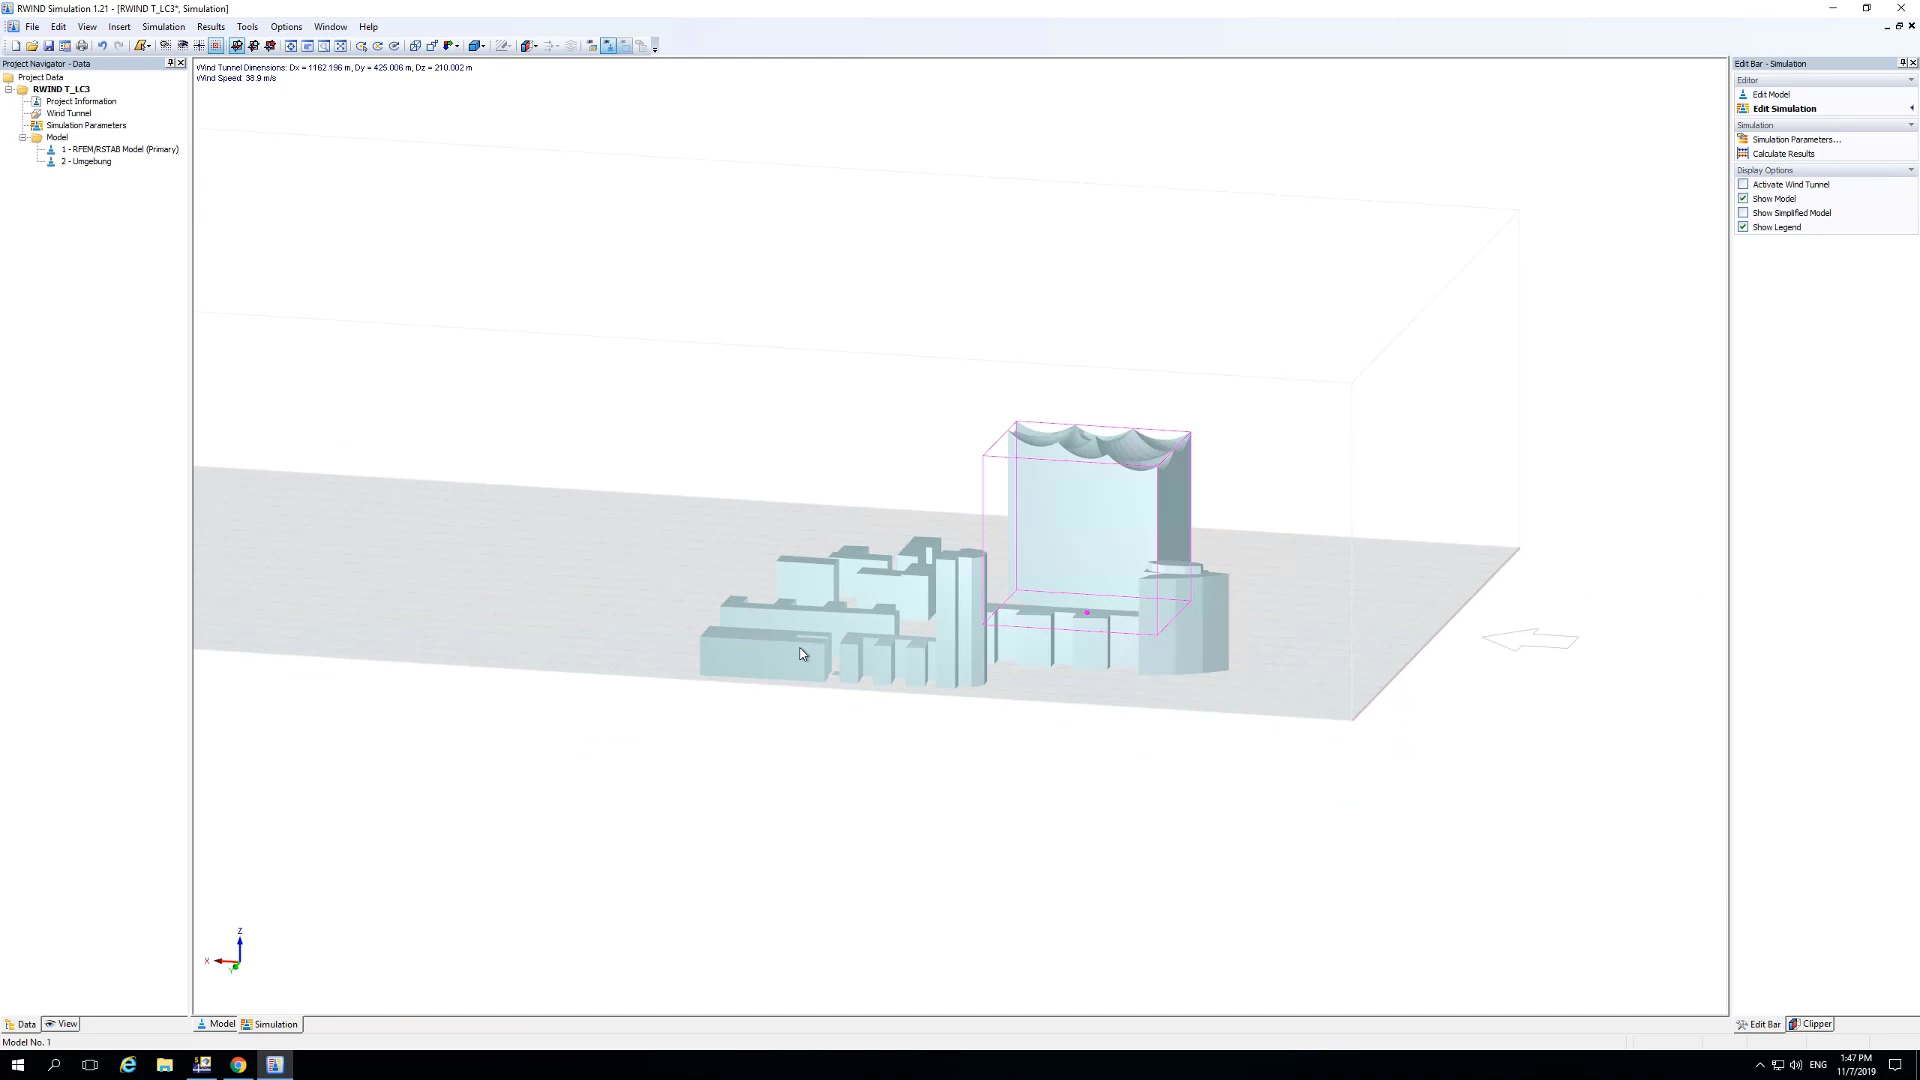 RWIND Simulation 1.21 - [RWIND T_LC3*, Simulation]
File Edit View Insert Simulation Results Tools Options Window Help
Project Navigator - Data
Project Data
RWIND T_LC3
Project Information
Wind Tunnel
Simulation Parameters
Model
1 - RFEM/RSTAB Model (Primary)
2 - Umgebung
Wind Tunnel Dimensions: Dx = 1162.196 m, Dy = 425.006 m, Dz = 210.002 m
Wind Speed: 38.9 m/s
Edit Bar - Simulation
Editor
Edit Model
Edit Simulation
Simulation
Simulation Parameters...
Calculate Results
Display Options
Activate Wind Tunnel
Show Model
Show Simplified Model
Show Legend
Z
X
Y
Data View
Model Simulation
Edit Bar Clipper
Model No. 1
ENG
1:47 PM
11/7/2019